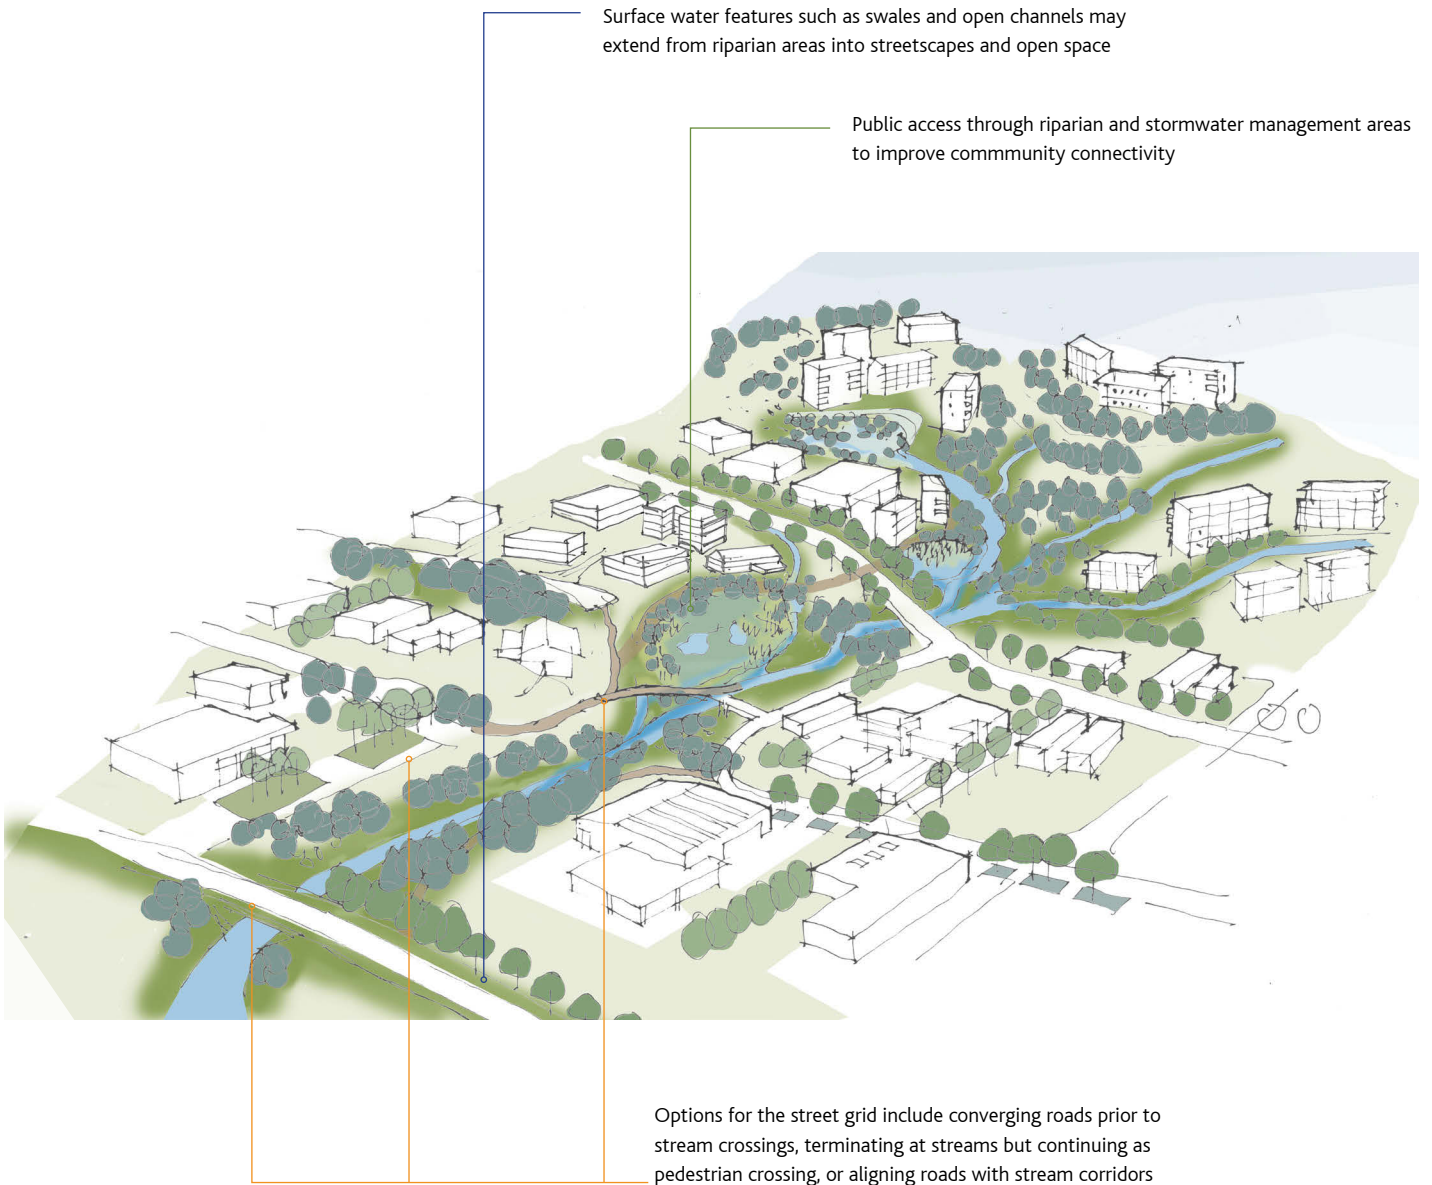 Surface water features such as swales and open channels may
extend from riparian areas into streetscapes and open space
Public access through riparian and stormwater management areas
to improve commmunity connectivity
Options for the street grid include converging roads prior to
stream crossings, terminating at streams but continuing as
pedestrian crossing, or aligning roads with stream corridors